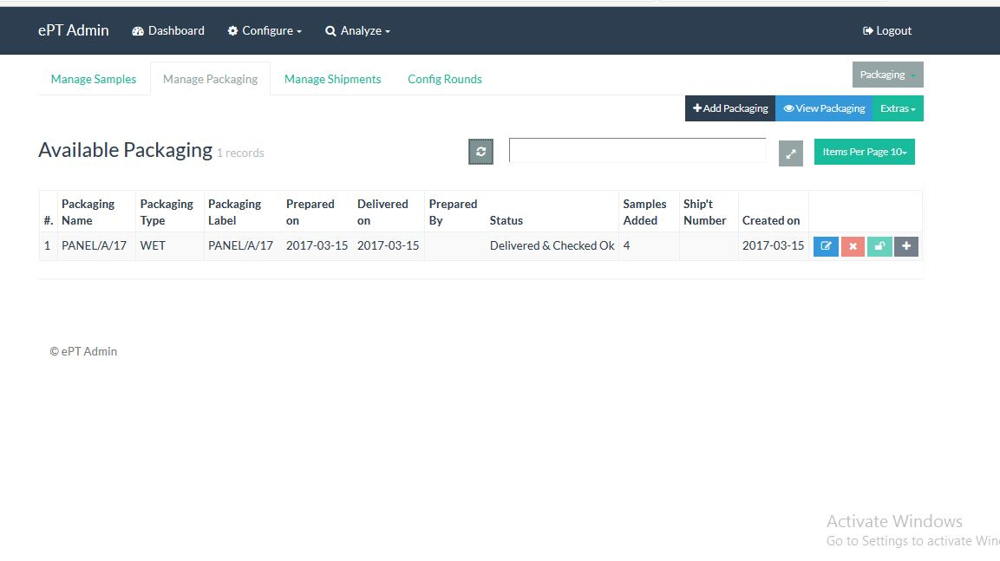 ePT Admin Dashboard Configure Analyze Logout
Manage Samples Manage Packaging Manage Shipments Config Rounds Packaging
Add Packaging View Packaging Extras
Available Packaging 1 records Items Per Page 10
#. Packaging Name Packaging Type Packaging Label Prepared on Delivered on Prepared By Status Samples Added Ship't Number Created on
1 PANEL/A/17 WET PANEL/A/17 2017-03-15 2017-03-15 Delivered & Checked Ok 4 2017-03-15
© ePT Admin
Activate Windows
Go to Settings to activate Win